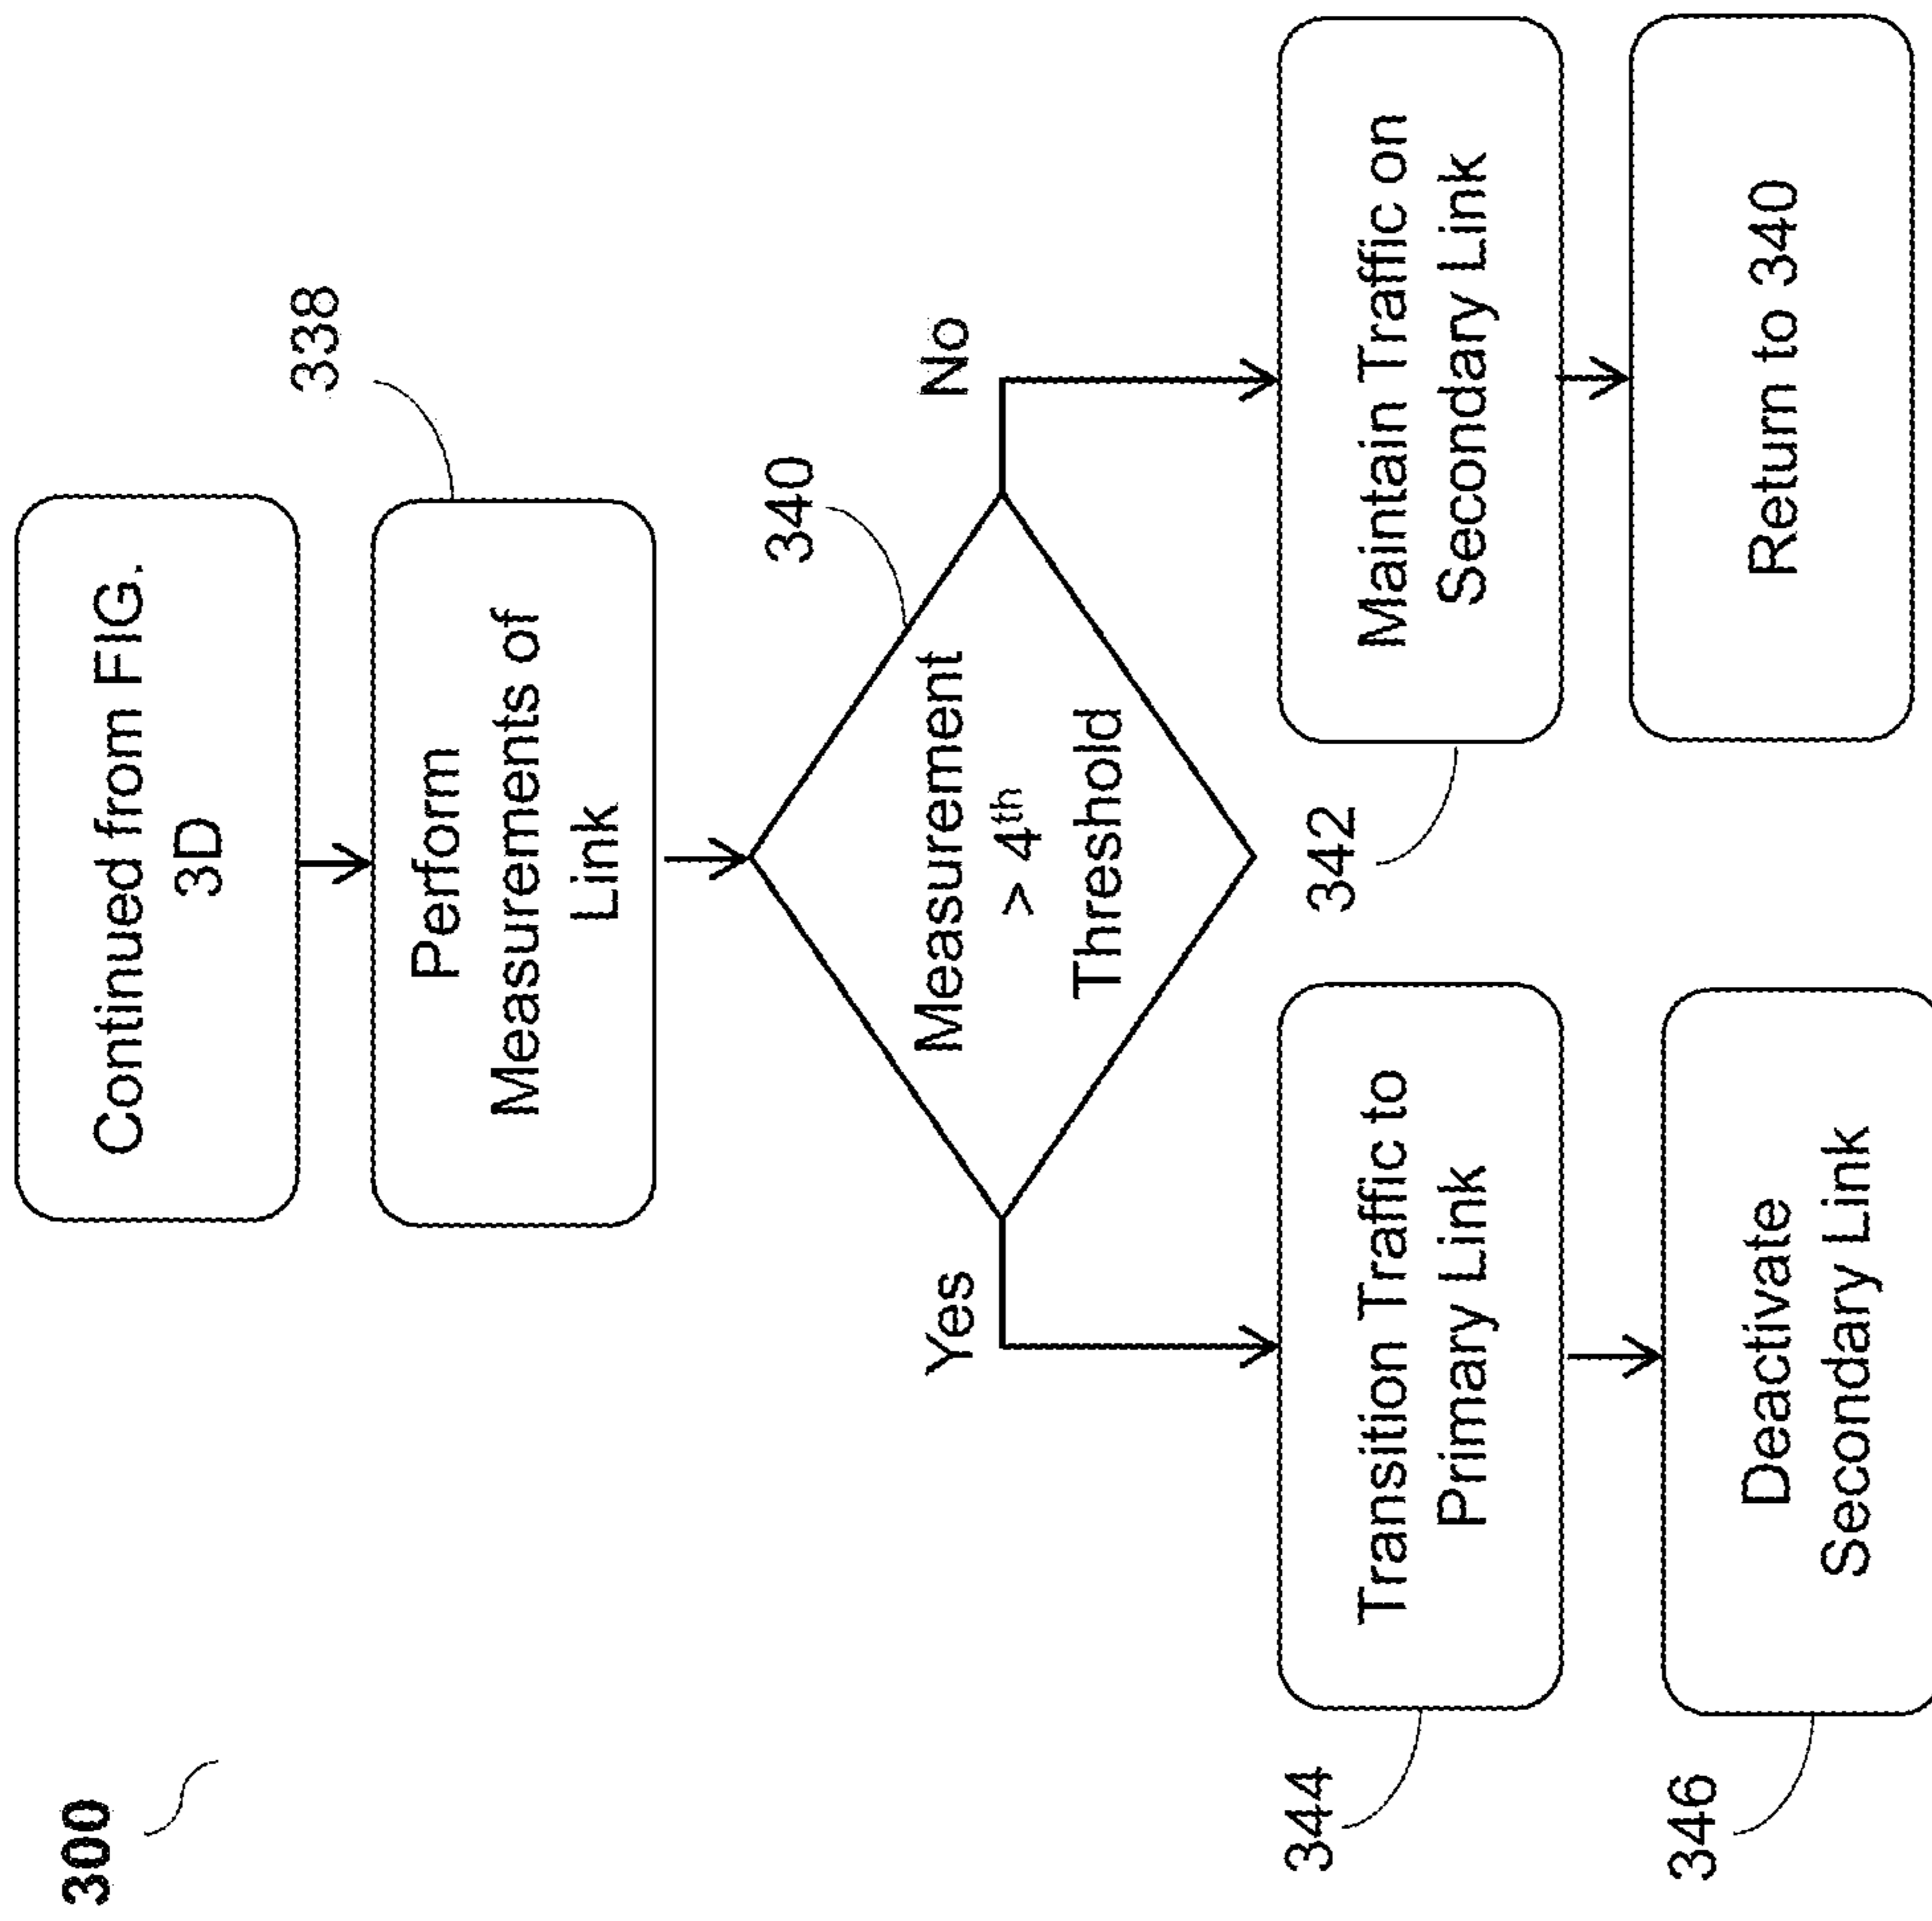 300
Continued from FIG.
3D
338
Perform
Measurements of
Link
340
Measurement
> 4th
Threshold
Yes
No
344
Transition Traffic to
Primary Link
342
Maintain Traffic on
Secondary Link
346
Deactivate
Secondary Link
Return to 340